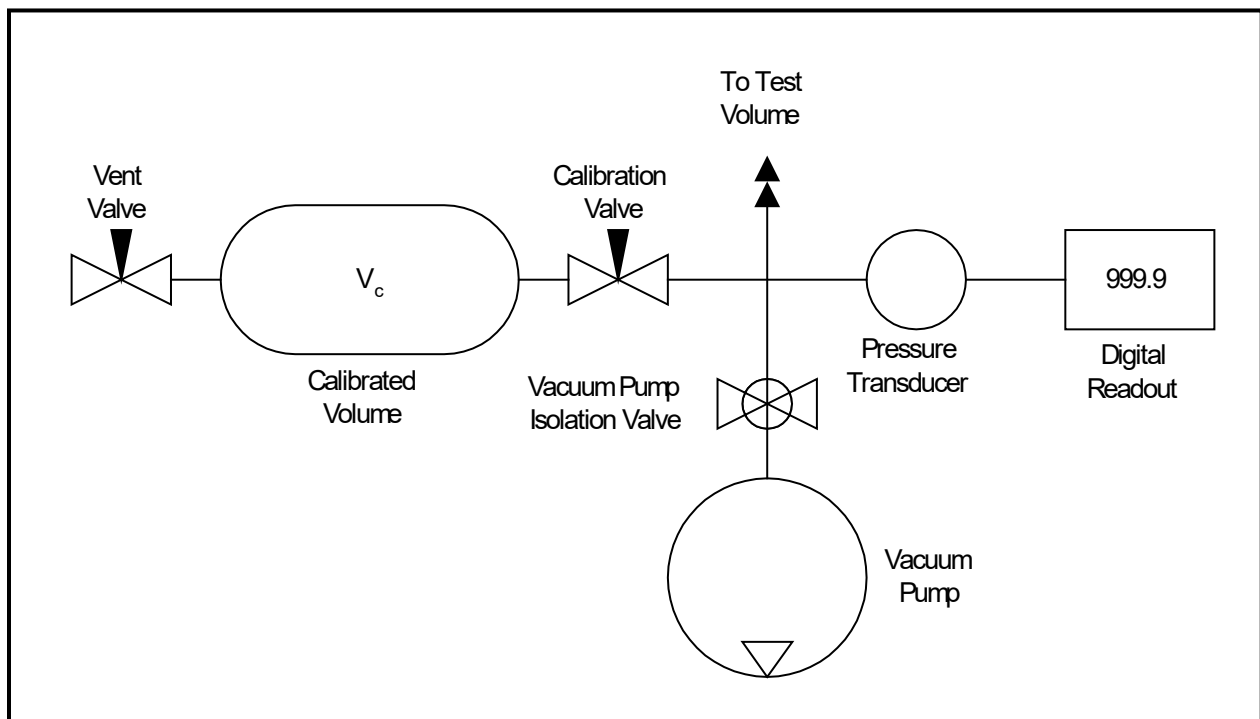 To Test
Volume
Vent
Valve
Calibration
Valve
V_c
999.9
Calibrated
Volume
Vacuum Pump
Isolation Valve
Pressure
Transducer
Digital
Readout
Vacuum
Pump